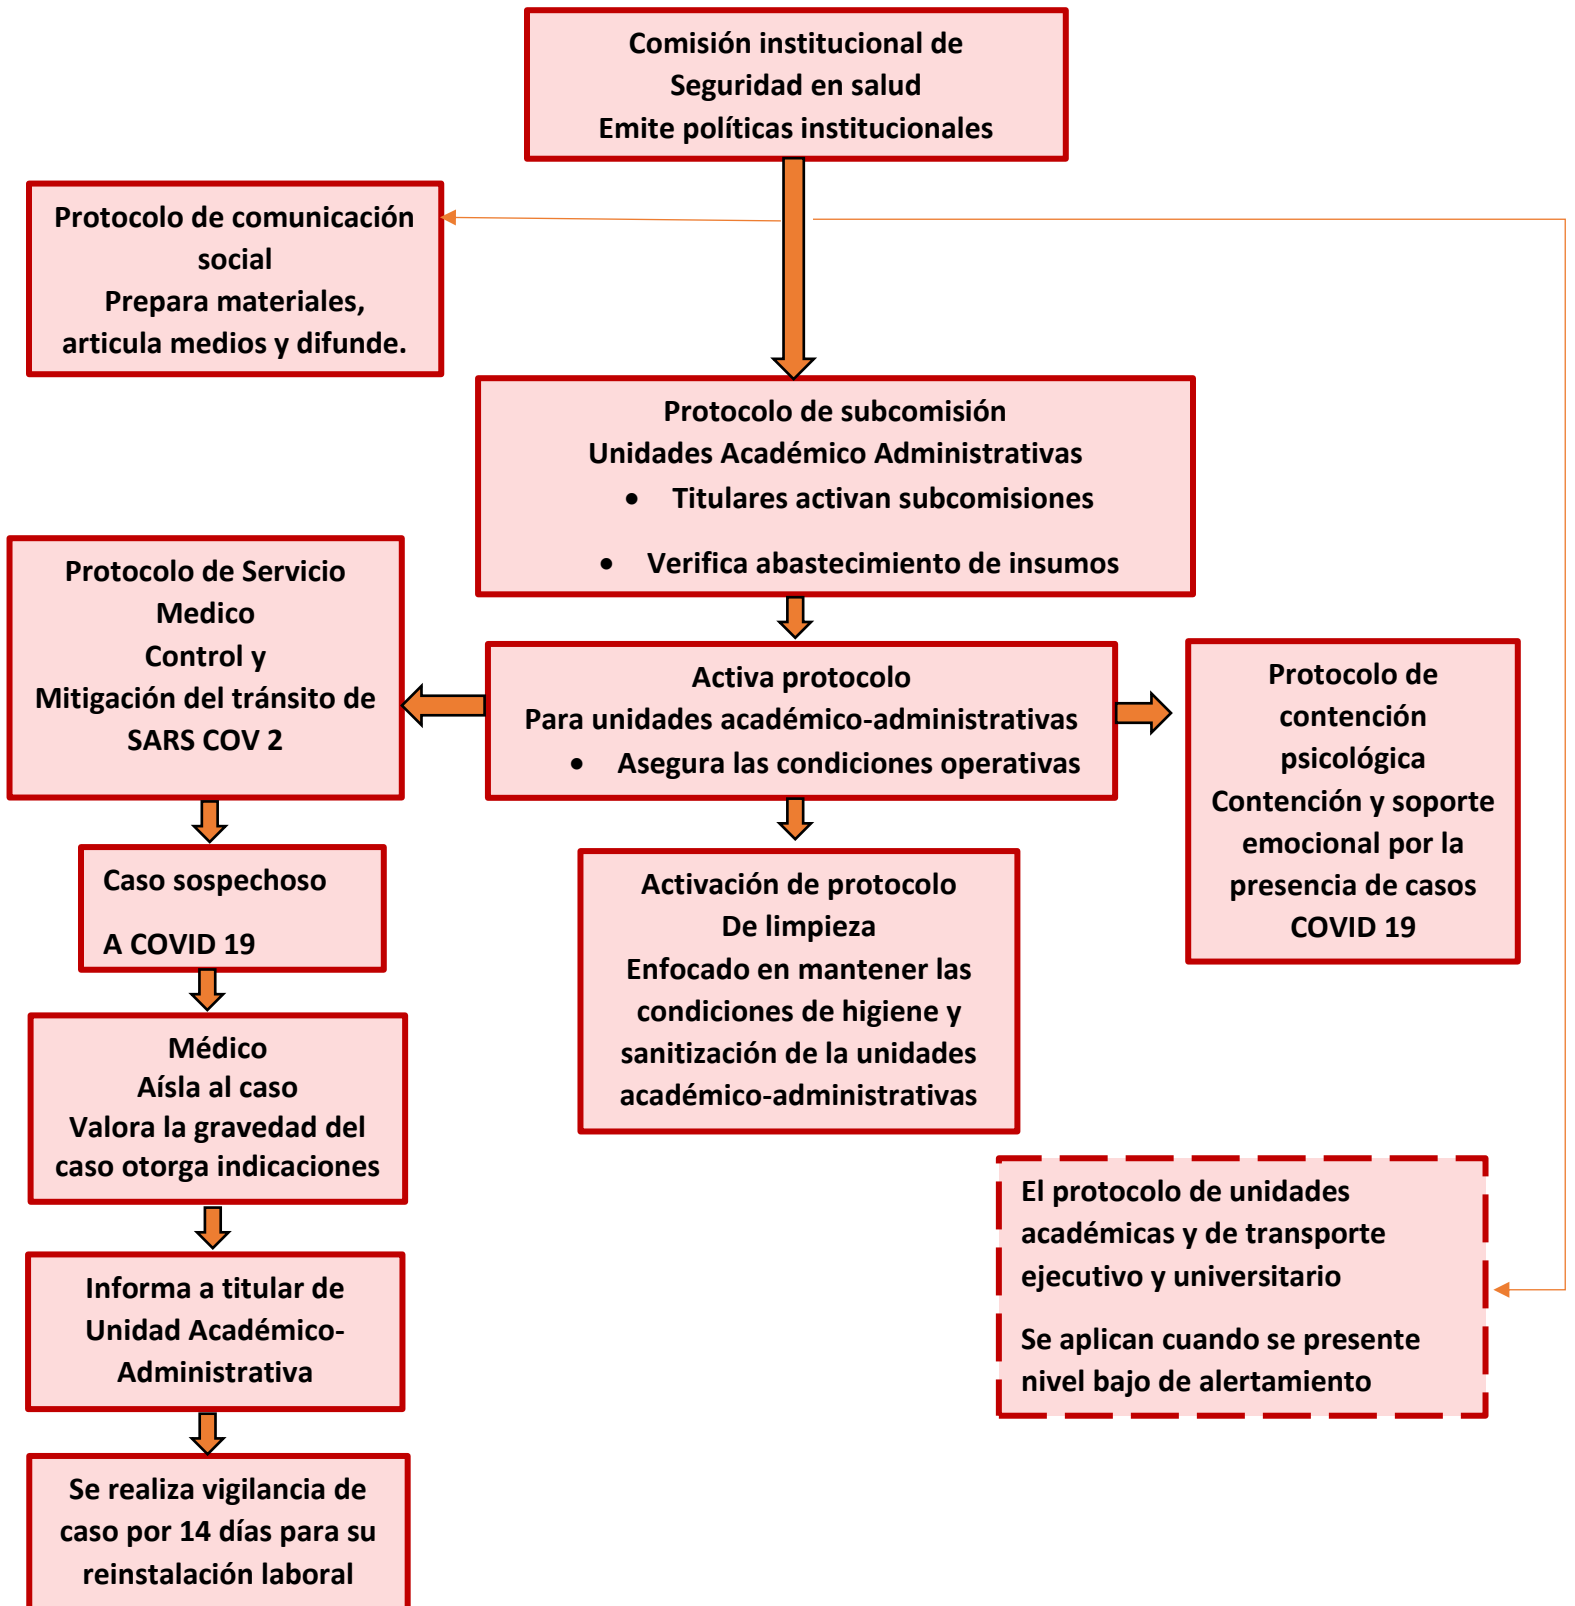 Comisión institucional de
Seguridad en salud
Emite políticas institucionales
Protocolo de comunicación
social
Prepara materiales,
articula medios y difunde.
Protocolo de subcomisión
Unidades Académico Administrativas
• Titulares activan subcomisiones
• Verifica abastecimiento de insumos
Protocolo de Servicio
Medico
Control y
Mitigación del tránsito de
SARS COV 2
Activa protocolo
Para unidades académico-administrativas
• Asegura las condiciones operativas
Protocolo de
contención
psicológica
Contención y soporte
emocional por la
presencia de casos
COVID 19
Caso sospechoso
A COVID 19
Activación de protocolo
De limpieza
Enfocado en mantener las
condiciones de higiene y
sanitización de la unidades
académico-administrativas
Médico
Aísla al caso
Valora la gravedad del
caso otorga indicaciones
El protocolo de unidades
académicas y de transporte
ejecutivo y universitario
Se aplican cuando se presente
nivel bajo de alertamiento
Informa a titular de
Unidad Académico-
Administrativa
Se realiza vigilancia de
caso por 14 días para su
reinstalación laboral